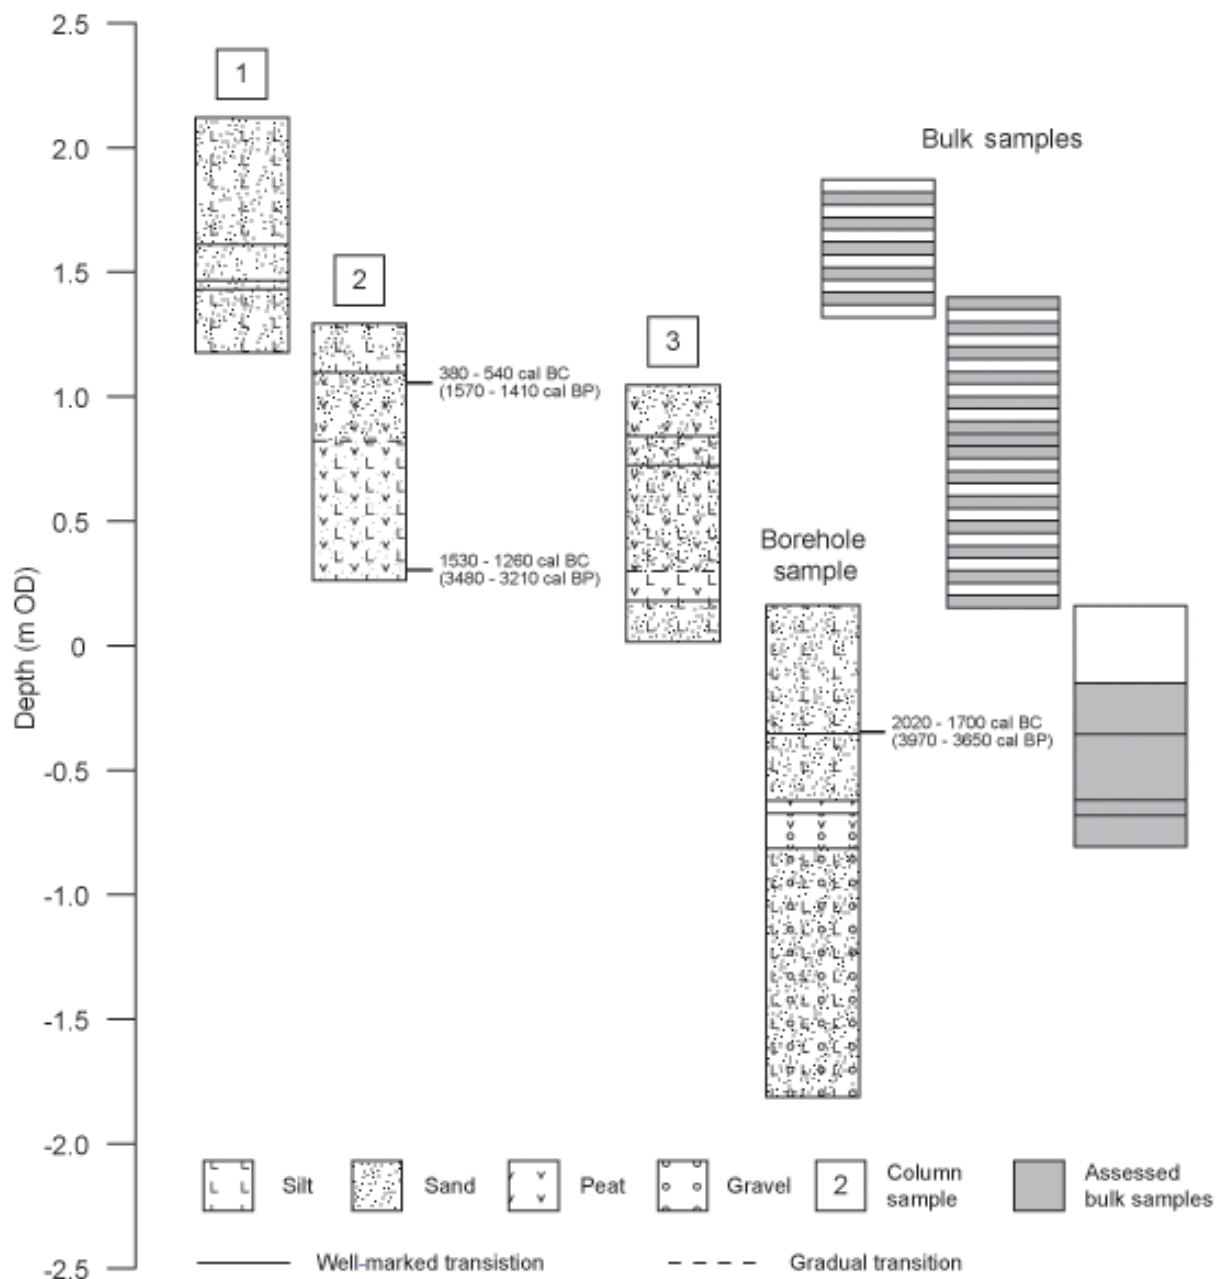 2.5
2.0
1.5
1.0
0.5
0
-0.5
-1.0
-1.5
-2.0
-2.5
Depth (m OD)
1
2
3
Bulk samples
380 - 540 cal BC
(1570 - 1410 cal BP)
1530 - 1260 cal BC
(3480 - 3210 cal BP)
Borehole
sample
2020 - 1700 cal BC
(3970 - 3650 cal BP)
Silt
Sand
Peat
Gravel
2
Column
sample
Assessed
bulk samples
Well-marked transistion
Gradual transition